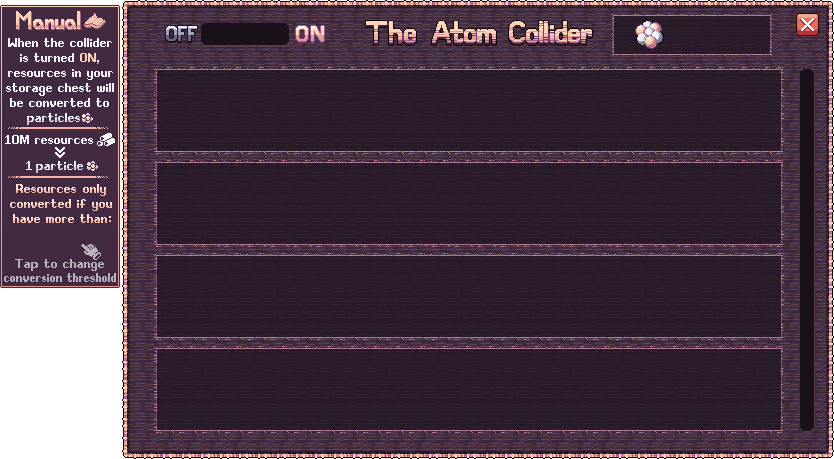 Manual
When the collider
is turned ON,
resources in your
storage chest will
be converted to
particles
10M resources
1 particle
Resources only
converted if you
have more than:
Tap to change
conversion threshold
OFF ON The Atom Collider